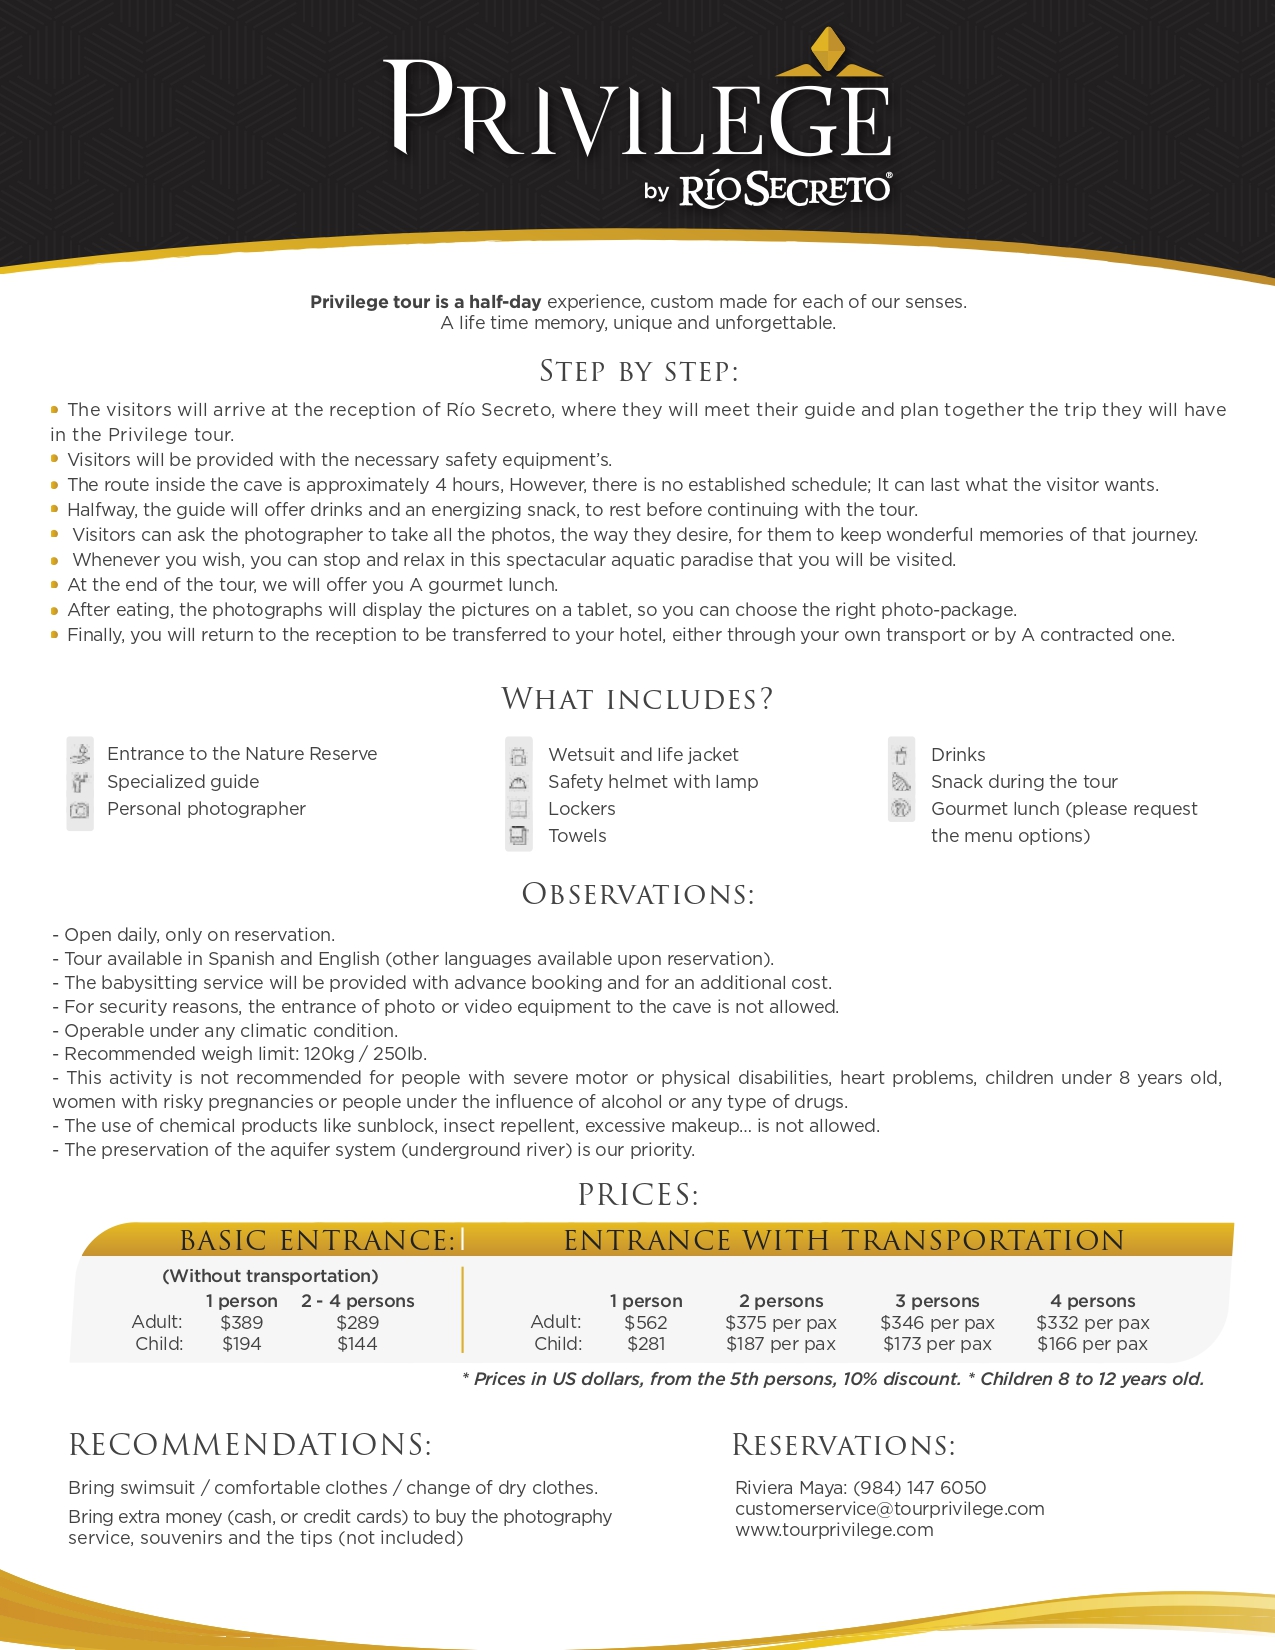 PRIVILEGE
by RÍO SECRETO®
Privilege tour is a half-day experience, custom made for each of our senses.
A life time memory, unique and unforgettable.
STEP BY STEP:
• The visitors will arrive at the reception of Río Secreto, where they will meet their guide and plan together the trip they will have
in the Privilege tour.
• Visitors will be provided with the necessary safety equipment's.
• The route inside the cave is approximately 4 hours, However, there is no established schedule; It can last what the visitor wants.
• Halfway, the guide will offer drinks and an energizing snack, to rest before continuing with the tour.
• Visitors can ask the photographer to take all the photos, the way they desire, for them to keep wonderful memories of that journey.
• Whenever you wish, you can stop and relax in this spectacular aquatic paradise that you will be visited.
• At the end of the tour, we will offer you A gourmet lunch.
• After eating, the photographs will display the pictures on a tablet, so you can choose the right photo-package.
• Finally, you will return to the reception to be transferred to your hotel, either through your own transport or by A contracted one.
WHAT INCLUDES?
Entrance to the Nature Reserve
Specialized guide
Personal photographer
Wetsuit and life jacket
Safety helmet with lamp
Lockers
Towels
Drinks
Snack during the tour
Gourmet lunch (please request
the menu options)
OBSERVATIONS:
- Open daily, only on reservation.
- Tour available in Spanish and English (other languages available upon reservation).
- The babysitting service will be provided with advance booking and for an additional cost.
- For security reasons, the entrance of photo or video equipment to the cave is not allowed.
- Operable under any climatic condition.
- Recommended weigh limit: 120kg / 250lb.
- This activity is not recommended for people with severe motor or physical disabilities, heart problems, children under 8 years old,
women with risky pregnancies or people under the influence of alcohol or any type of drugs.
- The use of chemical products like sunblock, insect repellent, excessive makeup... is not allowed.
- The preservation of the aquifer system (underground river) is our priority.
PRICES:
BASIC ENTRANCE: ENTRANCE WITH TRANSPORTATION
(Without transportation)
1 person 2 - 4 persons 1 person 2 persons 3 persons 4 persons
Adult: $389 $289 Adult: $562 $375 per pax $346 per pax $332 per pax
Child: $194 $144 Child: $281 $187 per pax $173 per pax $166 per pax
* Prices in US dollars, from the 5th persons, 10% discount. * Children 8 to 12 years old.
RECOMMENDATIONS:
Bring swimsuit / comfortable clothes / change of dry clothes.
Bring extra money (cash, or credit cards) to buy the photography
service, souvenirs and the tips (not included)
RESERVATIONS:
Riviera Maya: (984) 147 6050
customerservice@tourprivilege.com
www.tourprivilege.com